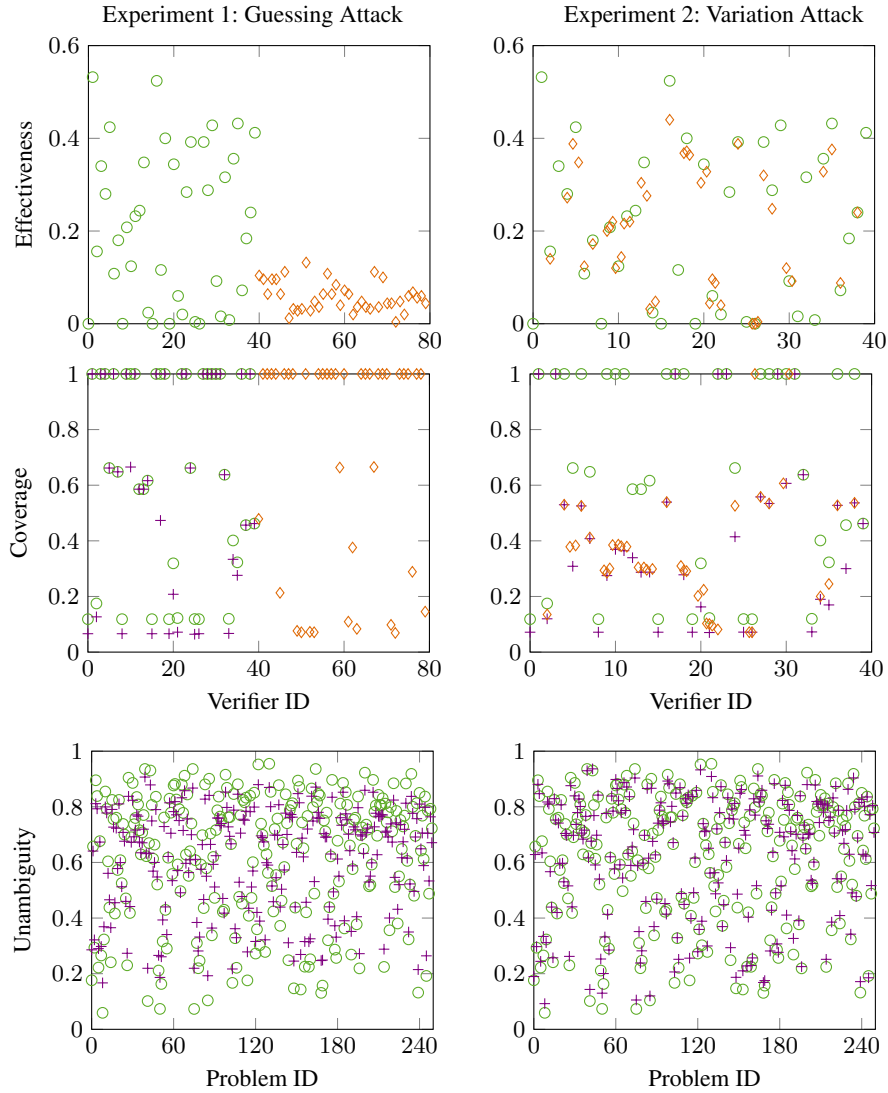 Experiment 1: Guessing Attack
Experiment 2: Variation Attack
Effectiveness
0.6
0.4
0.2
0
0 20 40 60 80
0.6
0.4
0.2
0
0 10 20 30 40
Coverage
1
0.8
0.6
0.4
0.2
0
0 20 40 60 80
Verifier ID
1
0.8
0.6
0.4
0.2
0
0 10 20 30 40
Verifier ID
Unambiguity
1
0.8
0.6
0.4
0.2
0
0 60 120 180 240
Problem ID
1
0.8
0.6
0.4
0.2
0
0 60 120 180 240
Problem ID